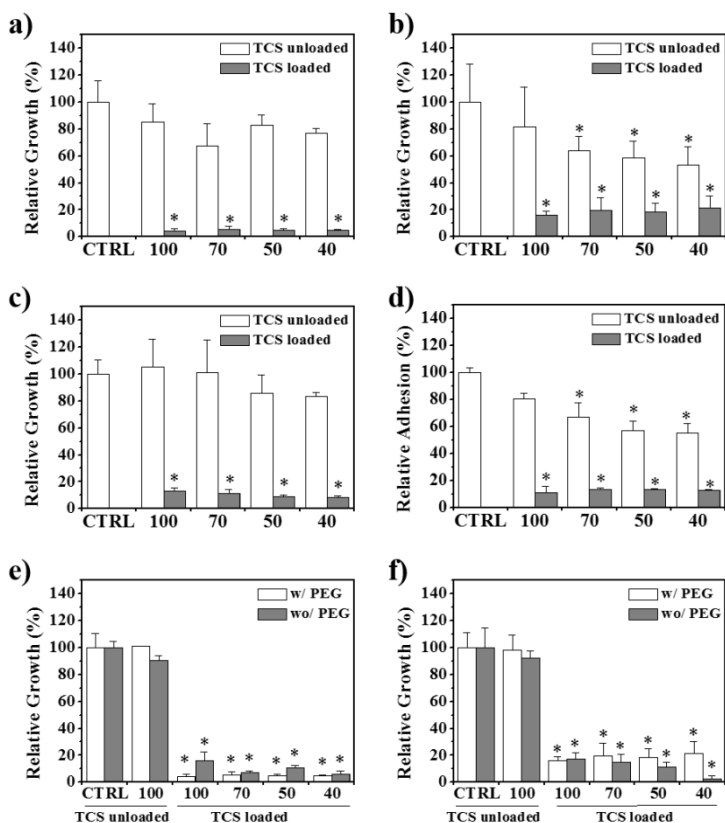 a)
Relative Growth (%)
140
120
100
80
60
40
20
0
TCS unloaded
TCS loaded
* * * *
CTRL 100 70 50 40
b)
Relative Growth (%)
140
120
100
80
60
40
20
0
TCS unloaded
TCS loaded
* * *
* * * *
CTRL 100 70 50 40
c)
Relative Growth (%)
140
120
100
80
60
40
20
0
TCS unloaded
TCS loaded
* * * *
CTRL 100 70 50 40
d)
Relative Adhesion (%)
140
120
100
80
60
40
20
0
TCS unloaded
TCS loaded
* * *
* * * *
CTRL 100 70 50 40
e)
Relative Growth (%)
140
120
100
80
60
40
20
0
w/ PEG
wo/ PEG
* * * * * * * *
CTRL 100 100 70 50 40
TCS unloaded TCS loaded
f)
Relative Growth (%)
140
120
100
80
60
40
20
0
w/ PEG
wo/ PEG
* * * * * * * *
CTRL 100 100 70 50 40
TCS unloaded TCS loaded